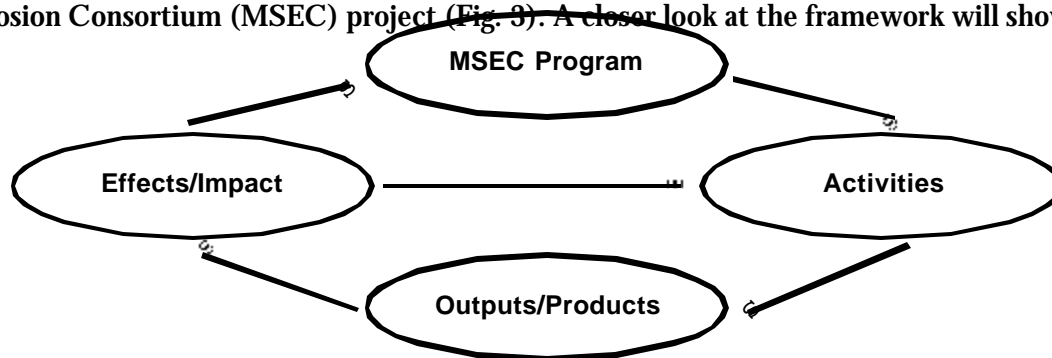 osion Consortium (MSEC) project (Fig. 3). A closer look at the framework will show
MSEC Program
Effects/Impact
Activities
Outputs/Products